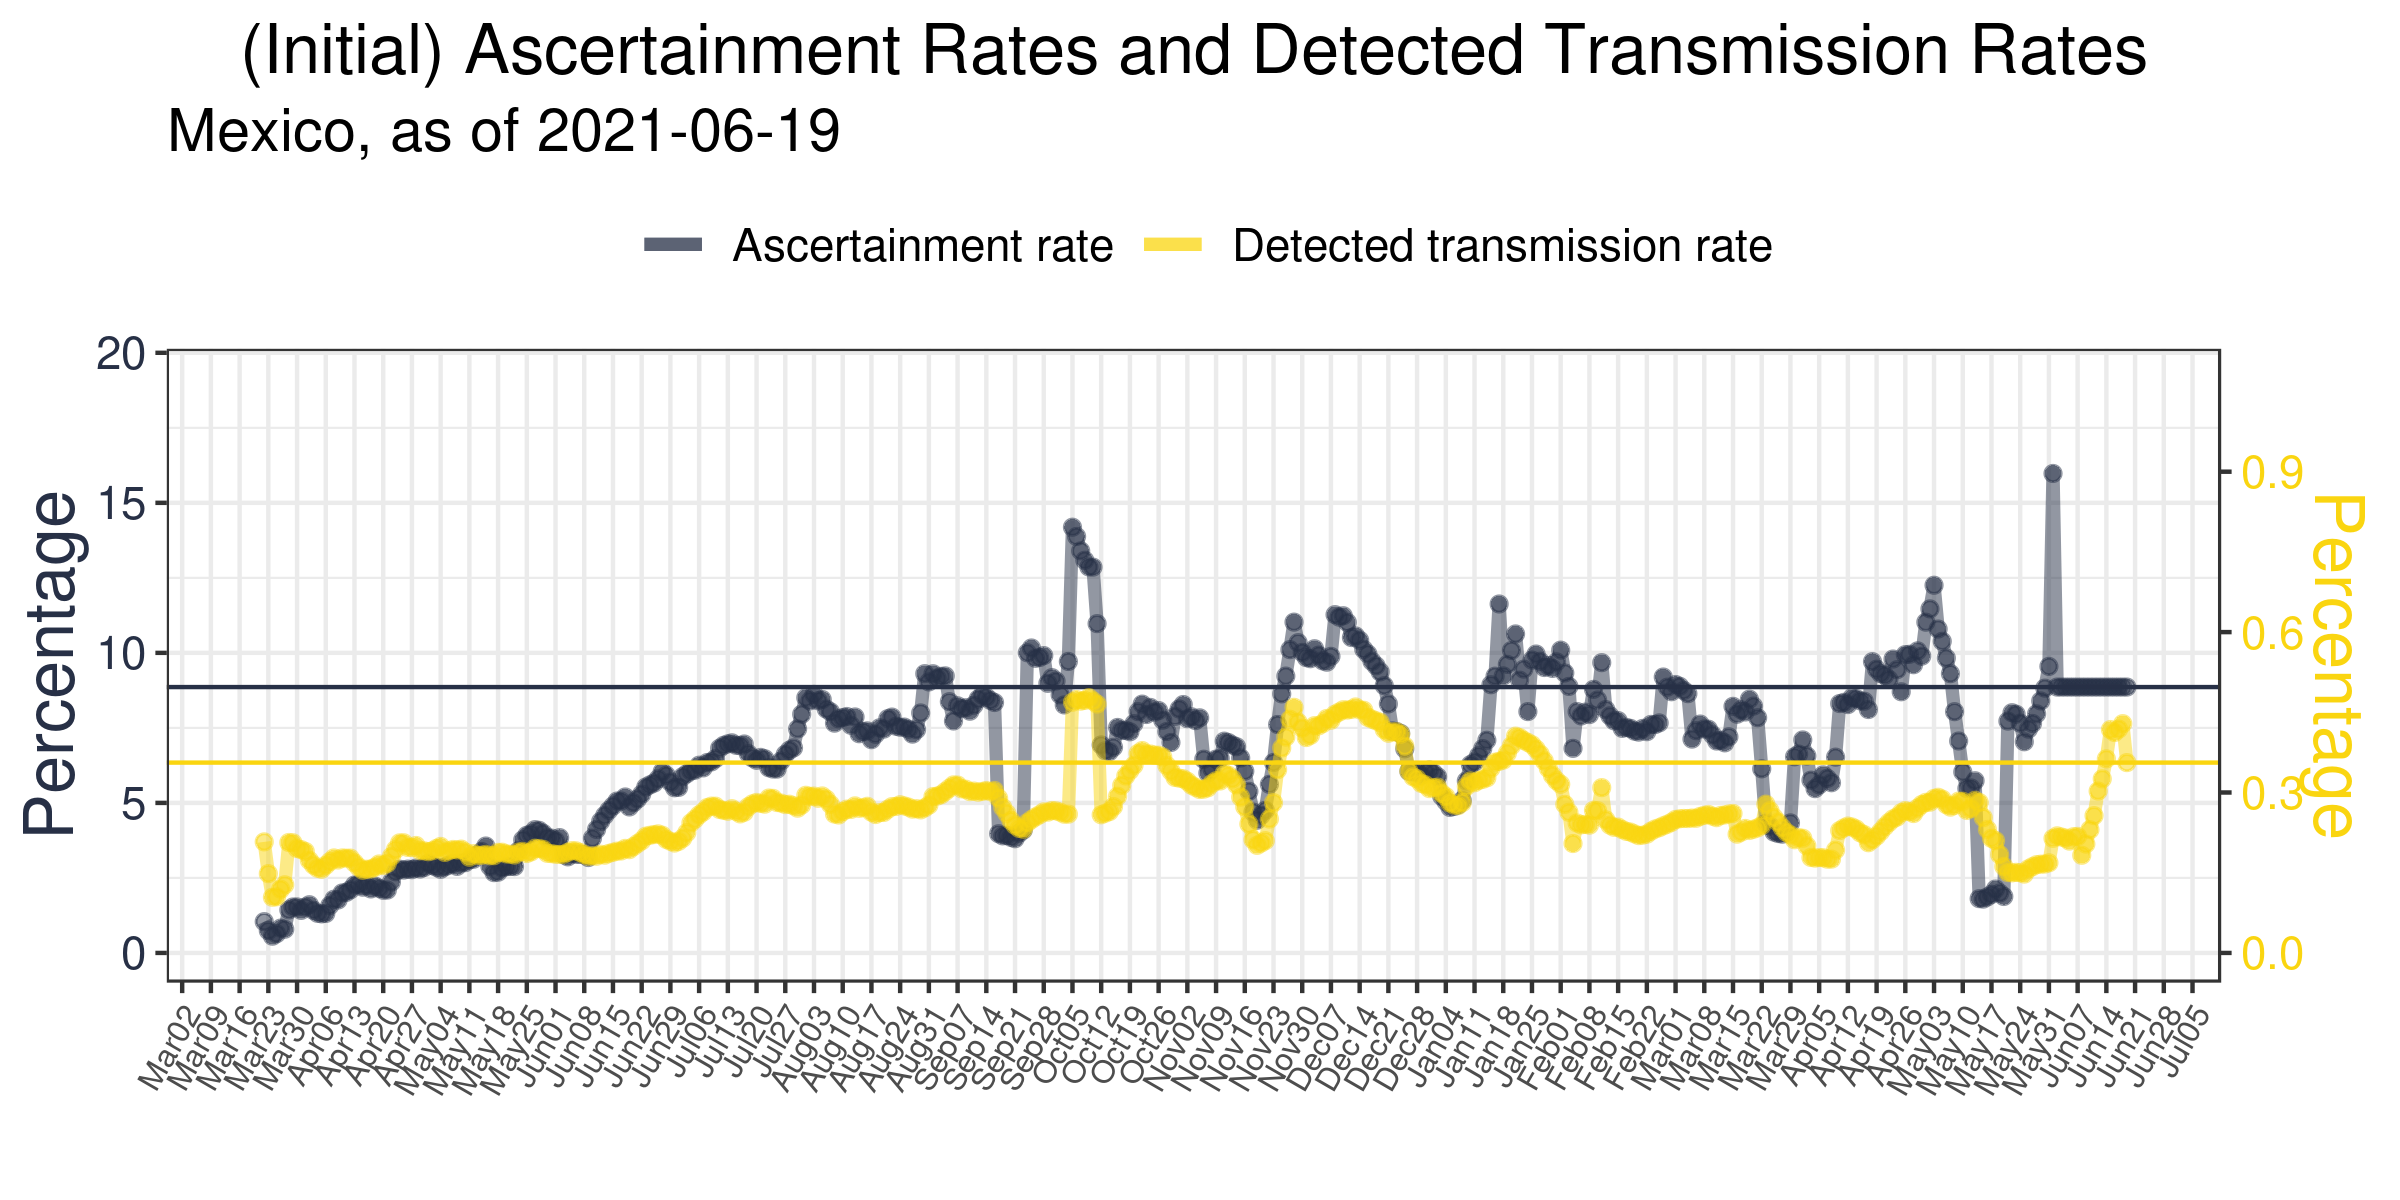 (Initial) Ascertainment Rates and Detected Transmission Rates
Mexico, as of 2021-06-19
Ascertainment rate
Detected transmission rate
Percentage
20
15
10
5
0
0.9
0.6
0.3
0.0
Percentage
Mar02
Mar09
Mar16
Mar23
Mar30
Apr06
Apr13
Apr20
Apr27
May04
May11
May18
May25
Jun01
Jun08
Jun15
Jun22
Jun29
Jul06
Jul13
Jul20
Jul27
Aug03
Aug10
Aug17
Aug24
Aug31
Sep07
Sep14
Sep21
Sep28
Oct05
Oct12
Oct19
Oct26
Nov02
Nov09
Nov16
Nov23
Nov30
Dec07
Dec14
Dec21
Dec28
Jan04
Jan11
Jan18
Jan25
Feb01
Feb08
Feb15
Feb22
Mar01
Mar08
Mar15
Mar22
Mar29
Apr05
Apr12
Apr19
Apr26
May03
May10
May17
May24
May31
Jun07
Jun14
Jun21
Jun28
Jul05